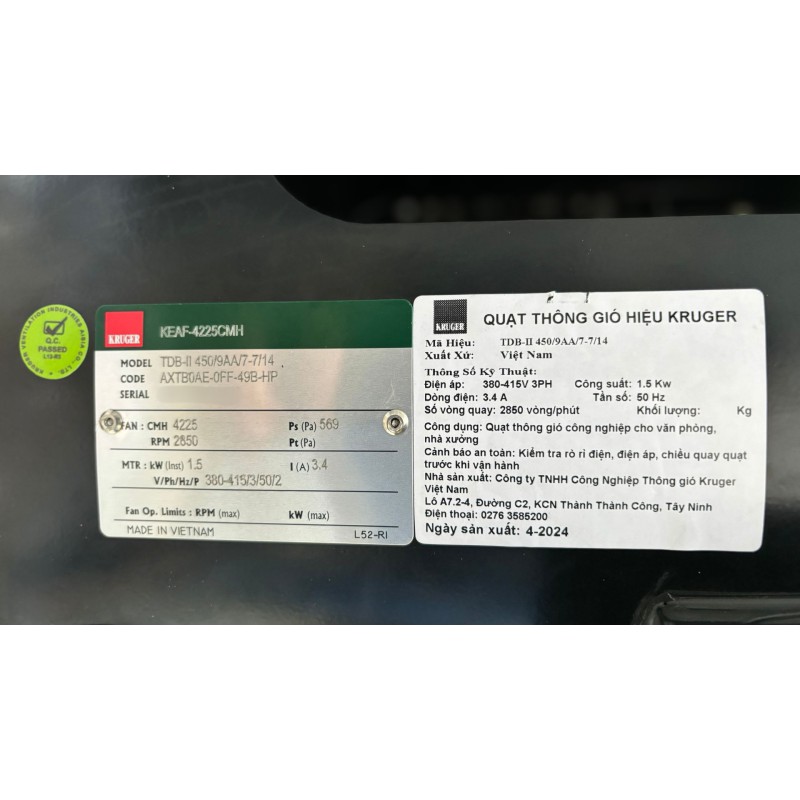 KRUGER VENTILATION INDUSTRIES ASIA CO., LTD.
Q.C.
PASSED
KRUGER
KEAF-4225CMH
MODEL TDB-II 450/9AA/7-7/14
CODE AXTB0AE-0FF-49B-HP
SERIAL
FAN : CMH 4225 Ps (Pa) 569
RPM 2850 Pt (Pa)
MTR : kW (Inst) 1.5 I (A) 3.4
V/Ph/Hz/P 380-415/3/50/2
Fan Op. Limits : RPM (max) kW (max)
MADE IN VIETNAM L52-R1
KRUGER
QUẠT THÔNG GIÓ HIỆU KRUGER
Mã Hiệu: TDB-II 450/9AA/7-7/14
Xuất Xứ: Việt Nam
Thông Số Kỹ Thuật:
Điện áp: 380-415V 3PH Công suất: 1.5 Kw
Dòng điện: 3.4 A Tần số: 50 Hz
Số vòng quay: 2850 vòng/phút Khối lượng: Kg
Công dụng: Quạt thông gió công nghiệp cho văn phòng,
nhà xưởng
Cảnh báo an toàn: Kiểm tra rò rỉ điện, điện áp, chiều quay quạt
trước khi vận hành
Nhà sản xuất: Công ty TNHH Công Nghiệp Thông gió Kruger
Việt Nam
Lô A7.2-4, Đường C2, KCN Thành Thành Công, Tây Ninh
Điện thoại: 0276 3585200
Ngày sản xuất: 4-2024